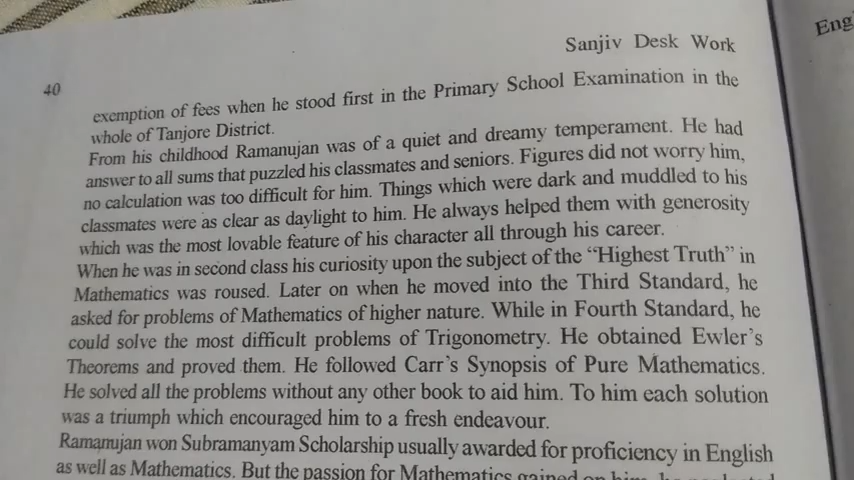 Sanjiv Desk Work
Eng
40
exemption of fees when he stood first in the Primary School Examination in the
whole of Tanjore District.
From his childhood Ramanujan was of a quiet and dreamy temperament. He had
answer to all sums that puzzled his classmates and seniors. Figures did not worry him,
no calculation was too difficult for him. Things which were dark and muddled to his
classmates were as clear as daylight to him. He always helped them with generosity
which was the most lovable feature of his character all through his career.
When he was in second class his curiosity upon the subject of the “Highest Truth” in
Mathematics was roused. Later on when he moved into the Third Standard, he
asked for problems of Mathematics of higher nature. While in Fourth Standard, he
could solve the most difficult problems of Trigonometry. He obtained Ewler’s
Theorems and proved them. He followed Carr’s Synopsis of Pure Mathematics.
He solved all the problems without any other book to aid him. To him each solution
was a triumph which encouraged him to a fresh endeavour.
Ramanujan won Subramanyam Scholarship usually awarded for proficiency in English
as well as Mathematics. But the passion for Mathematics gained on him, he